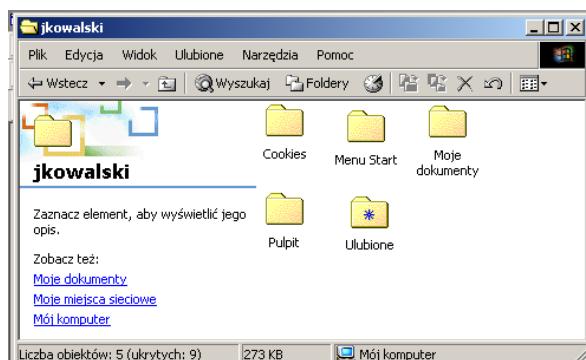 jkowalski
Plik Edycja Widok Ulubione Narzędzia Pomoc
Wstecz Wyszukaj Foldery
jkowalski
Zaznacz element, aby wyświetlić jego
opis.
Zobacz też:
Moje dokumenty
Moje miejsca sieciowe
Mój komputer
Cookies
Menu Start
Moje
dokumenty
Pulpit
Ulubione
Liczba obiektów: 5 (ukrytych: 9) 273 KB Mój komputer